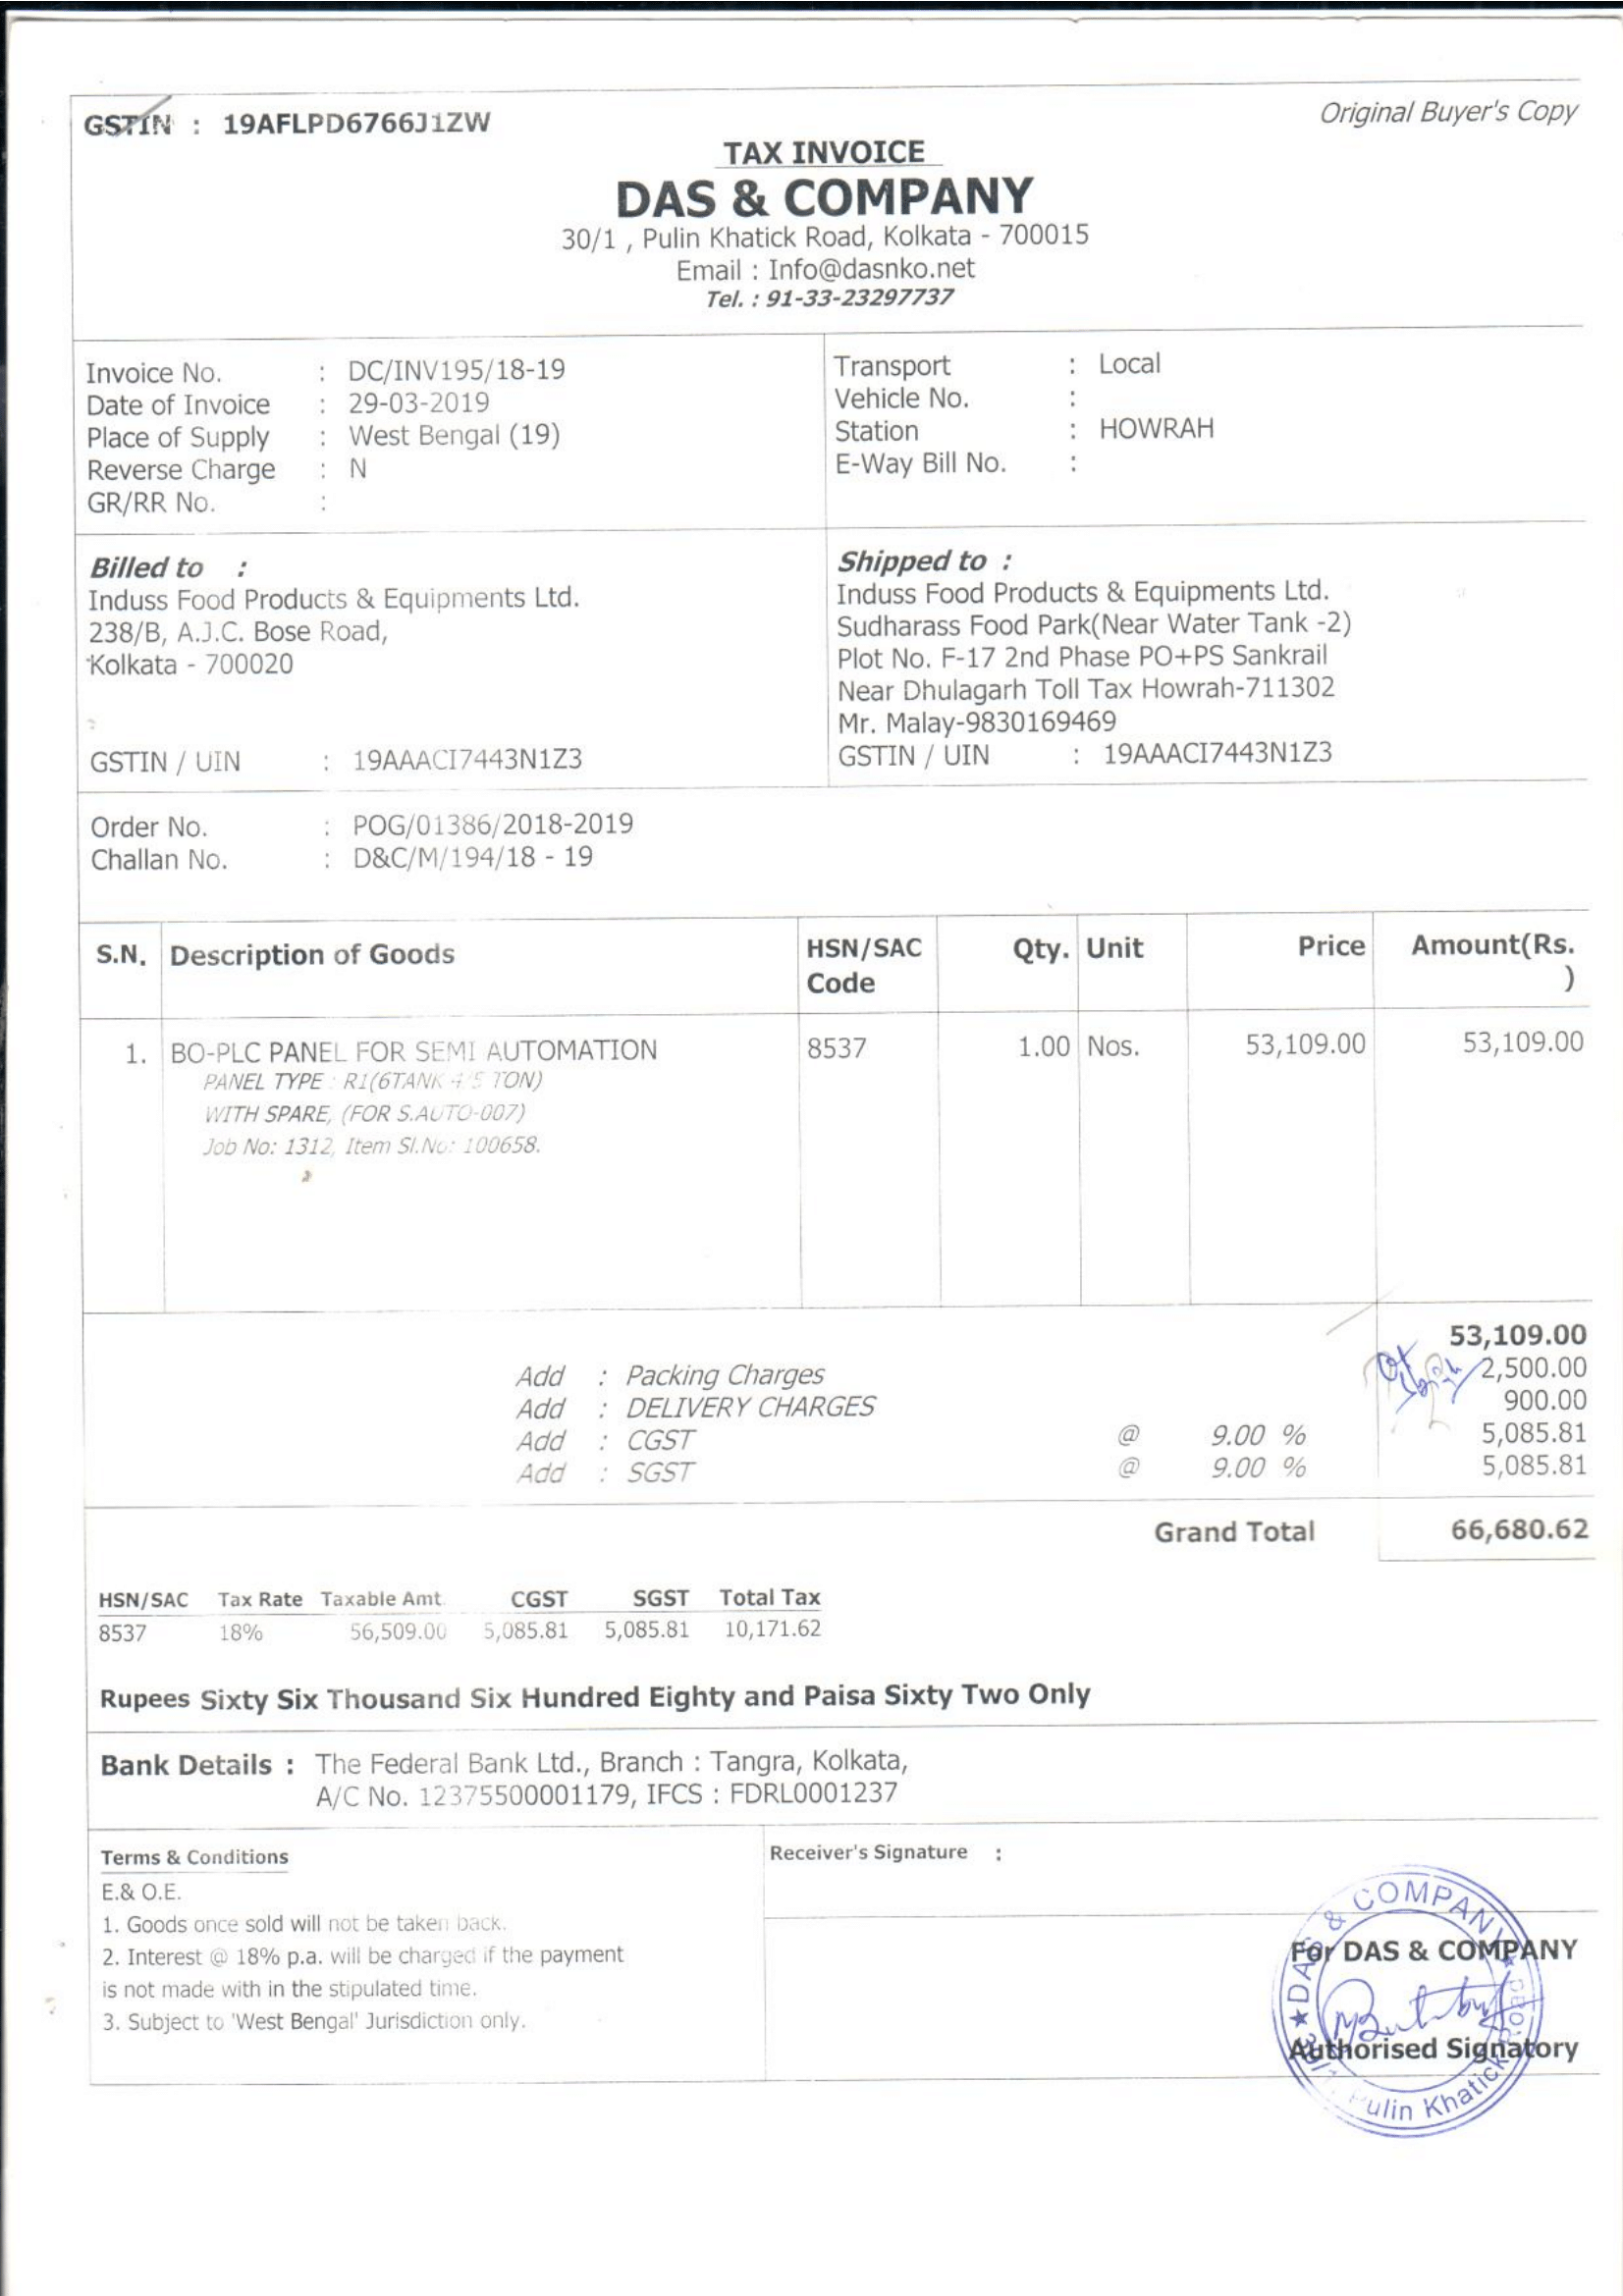 GSTIN : 19AFLPD6766J1ZW
Original Buyer's Copy
TAX INVOICE
DAS & COMPANY
30/1 , Pulin Khatick Road, Kolkata - 700015
Email : Info@dasnko.net
Tel. : 91-33-23297737
Invoice No. : DC/INV195/18-19
Date of Invoice : 29-03-2019
Place of Supply : West Bengal (19)
Reverse Charge : N
GR/RR No. :
Transport : Local
Vehicle No. :
Station : HOWRAH
E-Way Bill No. :
Billed to :
Induss Food Products & Equipments Ltd.
238/B, A.J.C. Bose Road,
Kolkata - 700020
GSTIN / UIN : 19AAACI7443N1Z3
Shipped to :
Induss Food Products & Equipments Ltd.
Sudharass Food Park(Near Water Tank -2)
Plot No. F-17 2nd Phase PO+PS Sankrail
Near Dhulagarh Toll Tax Howrah-711302
Mr. Malay-9830169469
GSTIN / UIN : 19AAACI7443N1Z3
Order No. : POG/01386/2018-2019
Challan No. : D&C/M/194/18 - 19
S.N. Description of Goods HSN/SAC Qty. Unit Price Amount(Rs.
Code )
1. BO-PLC PANEL FOR SEMI AUTOMATION 8537 1.00 Nos. 53,109.00 53,109.00
PANEL TYPE : R1(6TANK 4/5 TON)
WITH SPARE, (FOR S.AUTO-007)
Job No: 1312, Item Sl.No: 100658.
53,109.00
Add : Packing Charges 2,500.00
Add : DELIVERY CHARGES 900.00
Add : CGST @ 9.00 % 5,085.81
Add : SGST @ 9.00 % 5,085.81
Grand Total 66,680.62
HSN/SAC Tax Rate Taxable Amt. CGST SGST Total Tax
8537 18% 56,509.00 5,085.81 5,085.81 10,171.62
Rupees Sixty Six Thousand Six Hundred Eighty and Paisa Sixty Two Only
Bank Details : The Federal Bank Ltd., Branch : Tangra, Kolkata,
A/C No. 12375500001179, IFCS : FDRL0001237
Terms & Conditions
E.& O.E.
1. Goods once sold will not be taken back.
2. Interest @ 18% p.a. will be charged if the payment
is not made with in the stipulated time.
3. Subject to 'West Bengal' Jurisdiction only.
Receiver's Signature :
For DAS & COMPANY
Authorised Signatory
DAS & COMPANY
Pulin Khatick